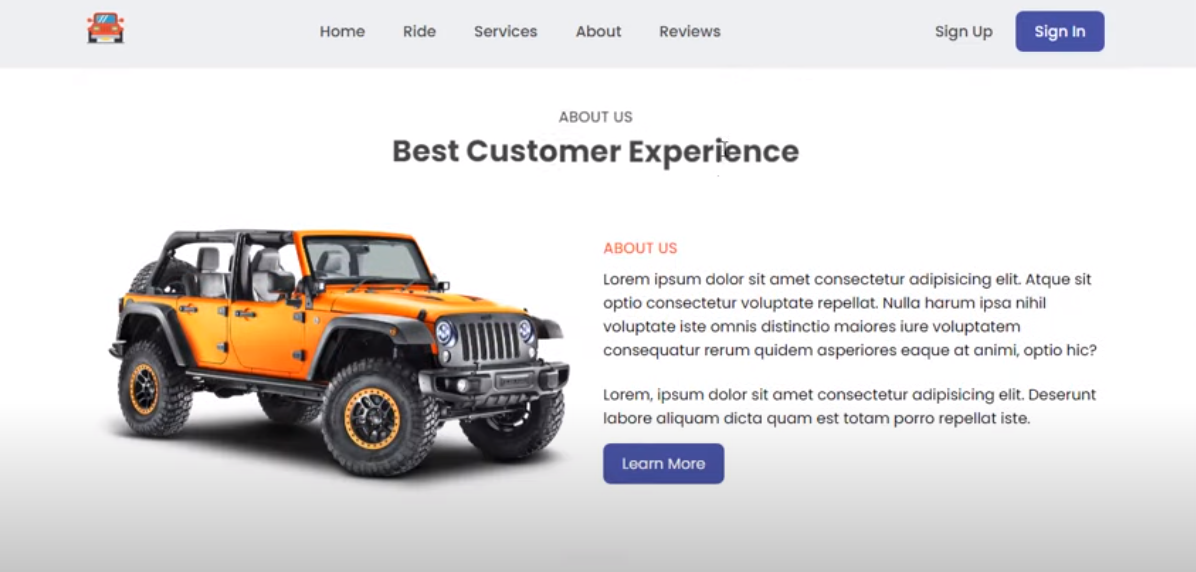 Home Ride Services About Reviews Sign Up Sign In
ABOUT US
Best Customer Experience
ABOUT US
Lorem ipsum dolor sit amet consectetur adipisicing elit. Atque sit
optio consectetur voluptate repellat. Nulla harum ipsa nihil
voluptate iste omnis distinctio maiores iure voluptatem
consequatur rerum quidem asperiores eaque at animi, optio hic?
Lorem, ipsum dolor sit amet consectetur adipisicing elit. Deserunt
labore aliquam dicta quam est totam porro repellat iste.
Learn More